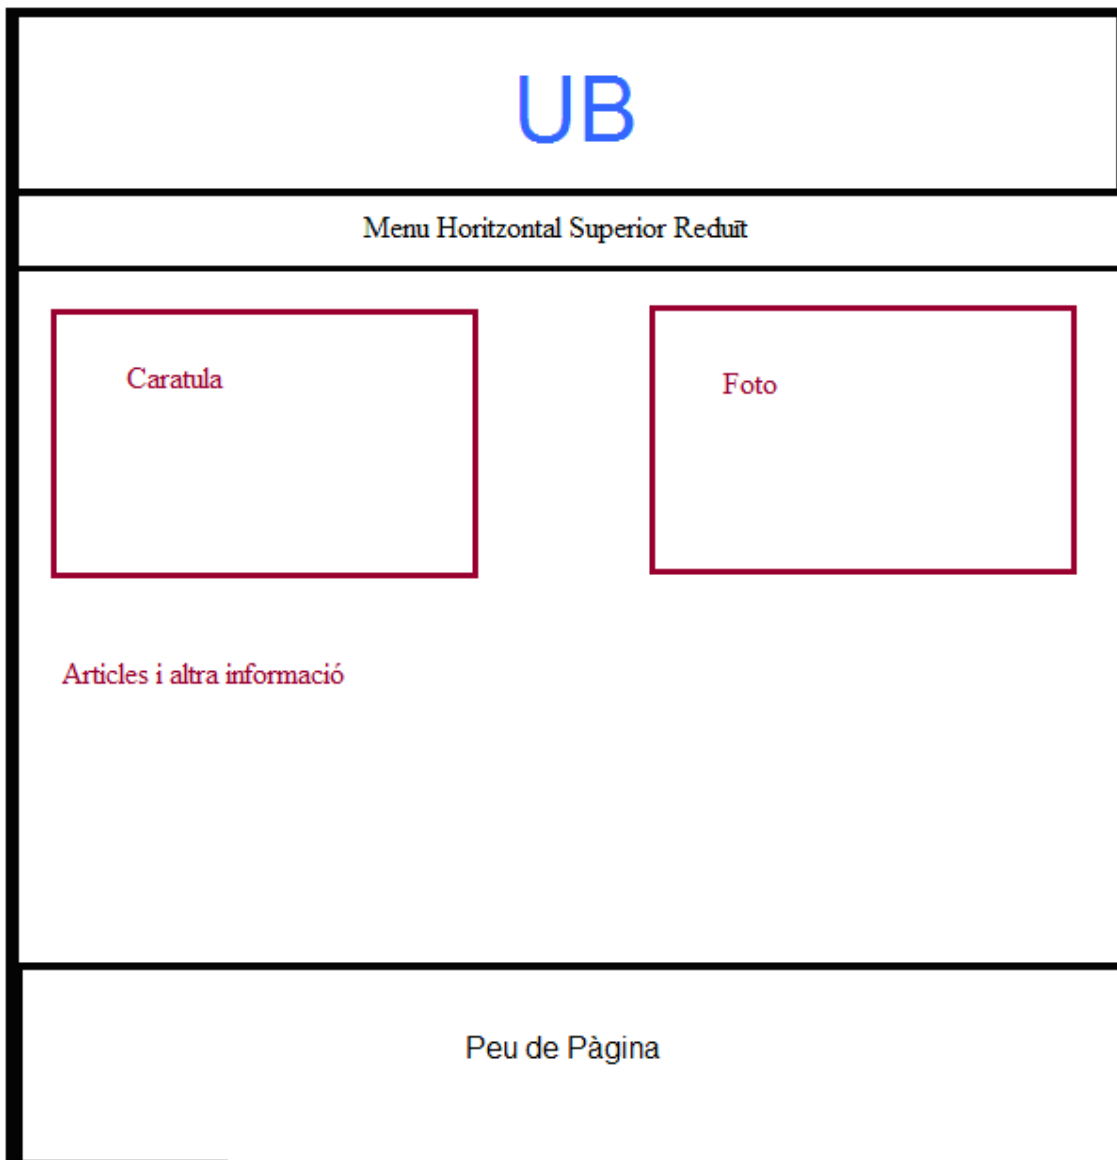 UB
Menu Horitzontal Superior Reduït
Caratula
Foto
Articles i altra informació
Peu de Pàgina